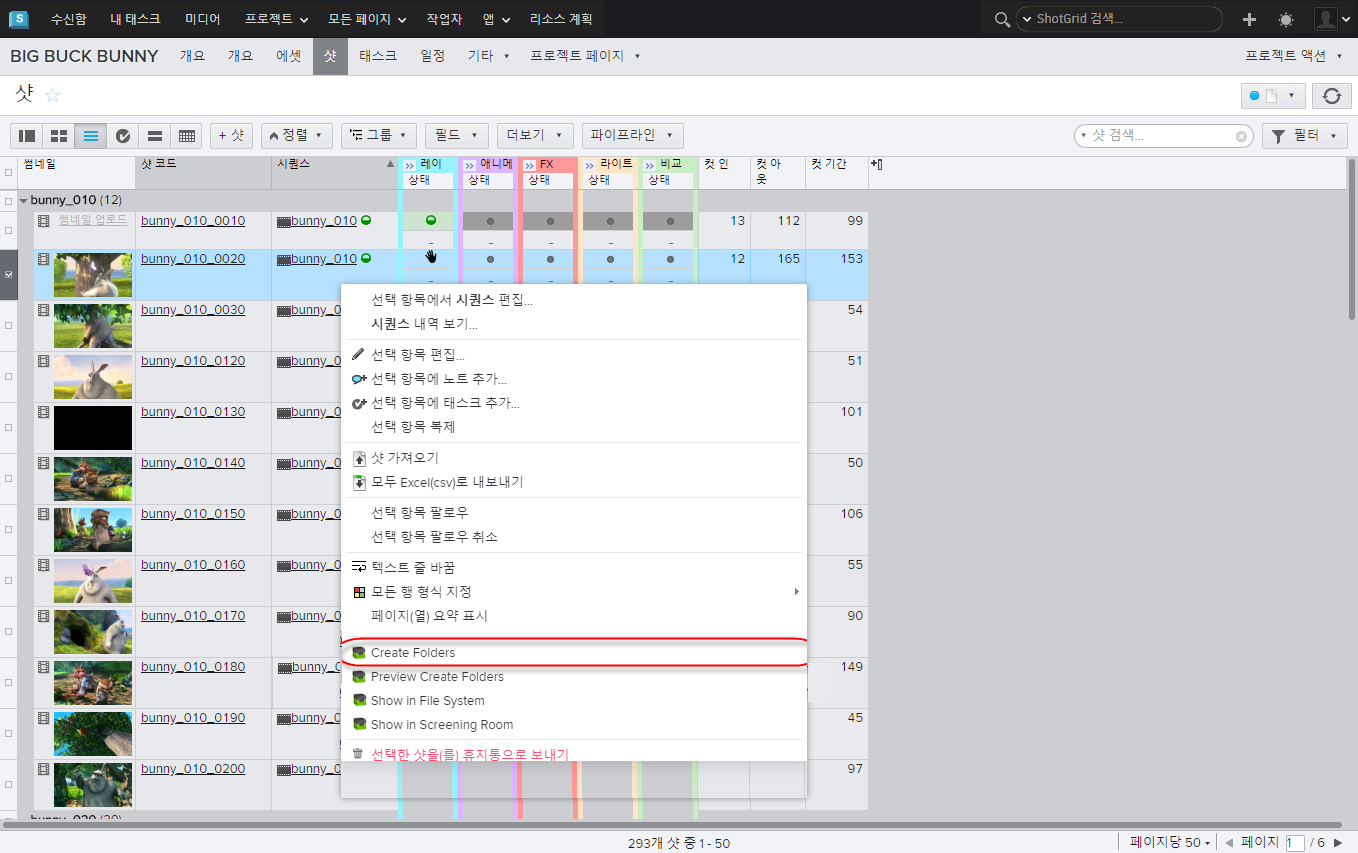 S 수신함 내 태스크 미디어 프로젝트 모든 페이지 작업자 앱 리소스 계획 ShotGrid 검색...
BIG BUCK BUNNY 개요 개요 에셋 샷 태스크 일정 기타 프로젝트 페이지 프로젝트 액션
샷
+ 샷 정렬 그룹 필드 더보기 파이프라인 샷 검색... 필터
썸네일 샷 코드 시퀀스 레이 애니메 FX 라이트 비교 컷 인 컷 아웃 컷 기간
상태 상태 상태 상태 상태
bunny_010 (12)
썸네일 업로드 bunny_010_0010 bunny_010 13 112 99
- - - - -
bunny_010_0020 bunny_010 12 165 153
- - - - -
bunny_010_0030 bunny_0 54
bunny_010_0120 bunny_0 51
bunny_010_0130 bunny_0 101
bunny_010_0140 bunny_0 50
bunny_010_0150 bunny_0 106
bunny_010_0160 bunny_0 55
bunny_010_0170 bunny_0 90
bunny_010_0180 bunny_0 149
bunny_010_0190 bunny_0 45
bunny_010_0200 bunny_0 97
선택 항목에서 시퀀스 편집...
시퀀스 내역 보기...
선택 항목 편집...
선택 항목에 노트 추가...
선택 항목에 태스크 추가...
선택 항목 복제
샷 가져오기
모두 Excel(csv)로 내보내기
선택 항목 팔로우
선택 항목 팔로우 취소
텍스트 줄 바꿈
모든 행 형식 지정
페이지(열) 요약 표시
Create Folders
Preview Create Folders
Show in File System
Show in Screening Room
선택한 샷을(를) 휴지통으로 보내기
bunny_020 (20)
293개 샷 중 1 - 50 페이지당 50 페이지 1 / 6